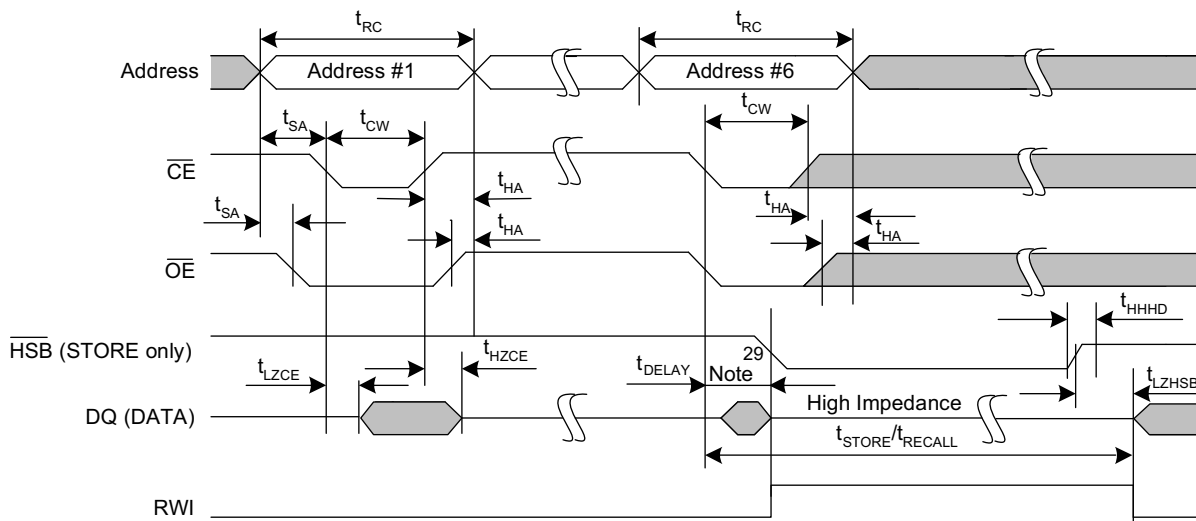 tRC tRC
Address Address #1 Address #6
tCW
tSA tCW
CE
tHA
tSA tHA
tHA tHA
OE
tHHHD
HSB (STORE only)
tHZCE 29
tLZCE tDELAY Note tLZHSB
DQ (DATA) High Impedance
tSTORE/tRECALL
RWI